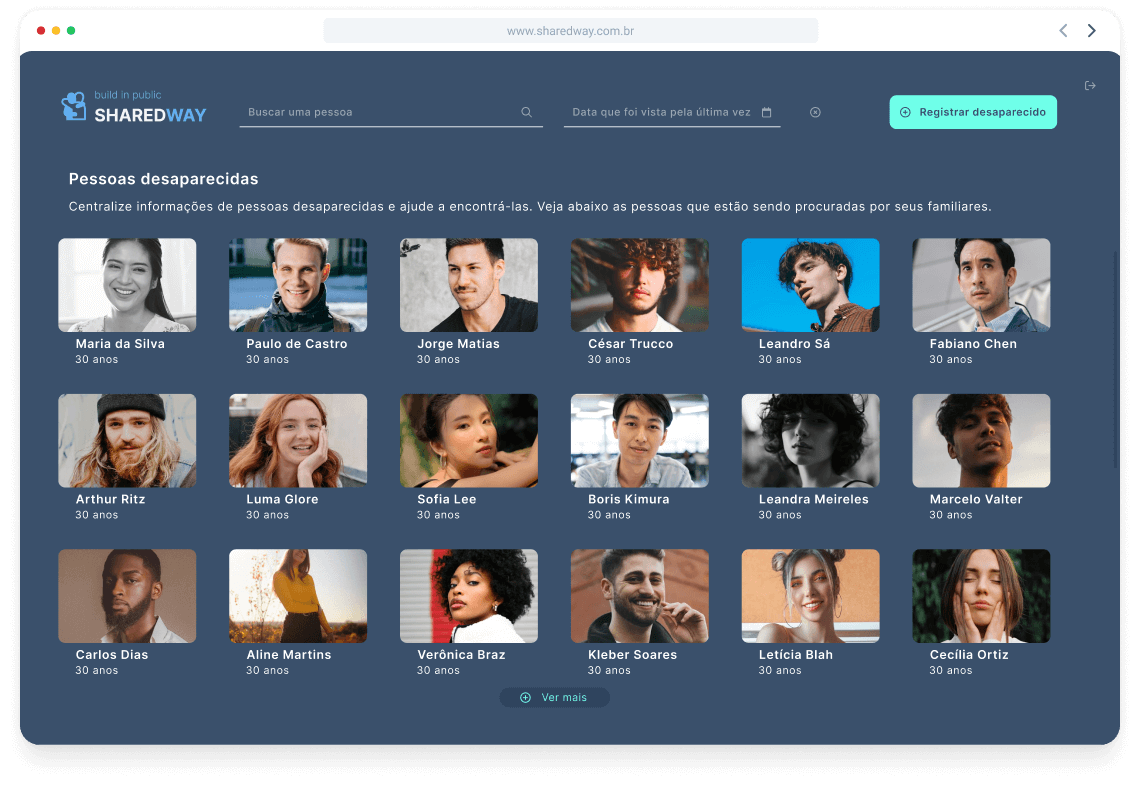 www.sharedway.com.br
build in public
SHAREDWAY
Buscar uma pessoa
Data que foi vista pela última vez
Registrar desaparecido
Pessoas desaparecidas
Centralize informações de pessoas desaparecidas e ajude a encontrá-las. Veja abaixo as pessoas que estão sendo procuradas por seus familiares.
Maria da Silva
30 anos
Paulo de Castro
30 anos
Jorge Matias
30 anos
César Trucco
30 anos
Leandro Sá
30 anos
Fabiano Chen
30 anos
Arthur Ritz
30 anos
Luma Glore
30 anos
Sofia Lee
30 anos
Boris Kimura
30 anos
Leandra Meireles
30 anos
Marcelo Valter
30 anos
Carlos Dias
30 anos
Aline Martins
30 anos
Verônica Braz
30 anos
Kleber Soares
30 anos
Letícia Blah
30 anos
Cecília Ortiz
30 anos
Ver mais